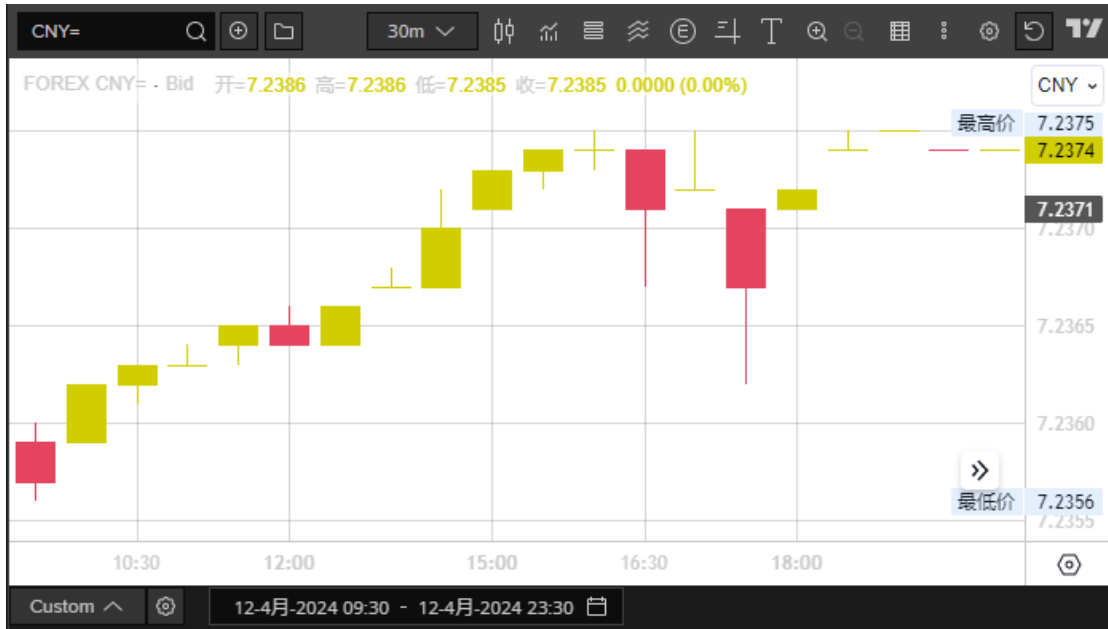 CNY=
30m
E
T
FOREX CNY= · Bid 开=7.2386 高=7.2386 低=7.2385 收=7.2385 0.0000 (0.00%)
CNY
最高价 7.2375
7.2374
7.2371
7.2370
7.2365
7.2360
最低价 7.2356
7.2355
10:30 12:00 15:00 16:30 18:00
Custom 12-4月-2024 09:30 - 12-4月-2024 23:30